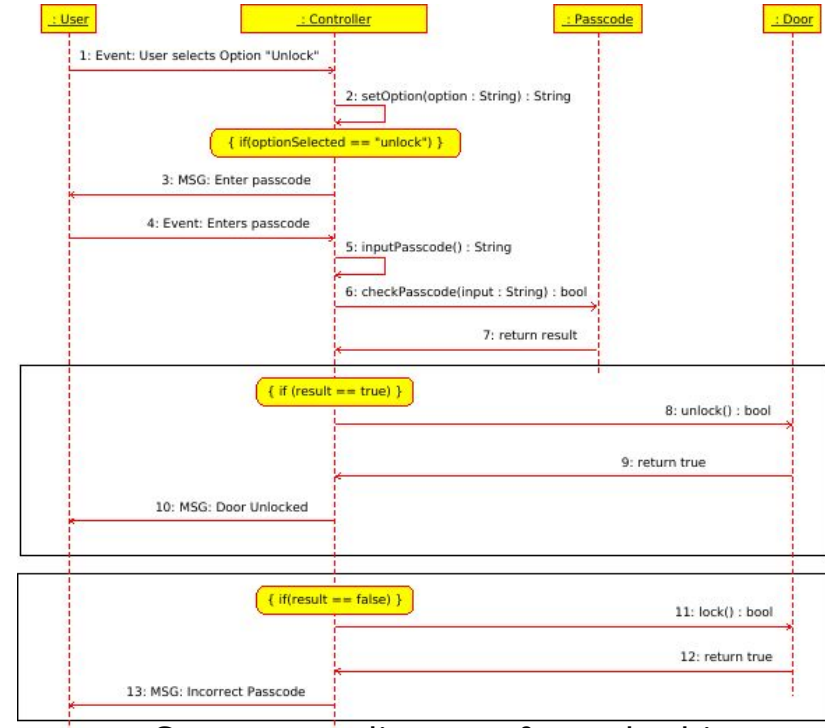 : User
: Controller
: Passcode
: Door
1: Event: User selects Option "Unlock"
2: setOption(option : String) : String
{ if(optionSelected == "unlock") }
3: MSG: Enter passcode
4: Event: Enters passcode
5: inputPasscode() : String
6: checkPasscode(input : String) : bool
7: return result
{ if (result == true) }
8: unlock() : bool
9: return true
10: MSG: Door Unlocked
{ if(result == false) }
11: lock() : bool
12: return true
13: MSG: Incorrect Passcode